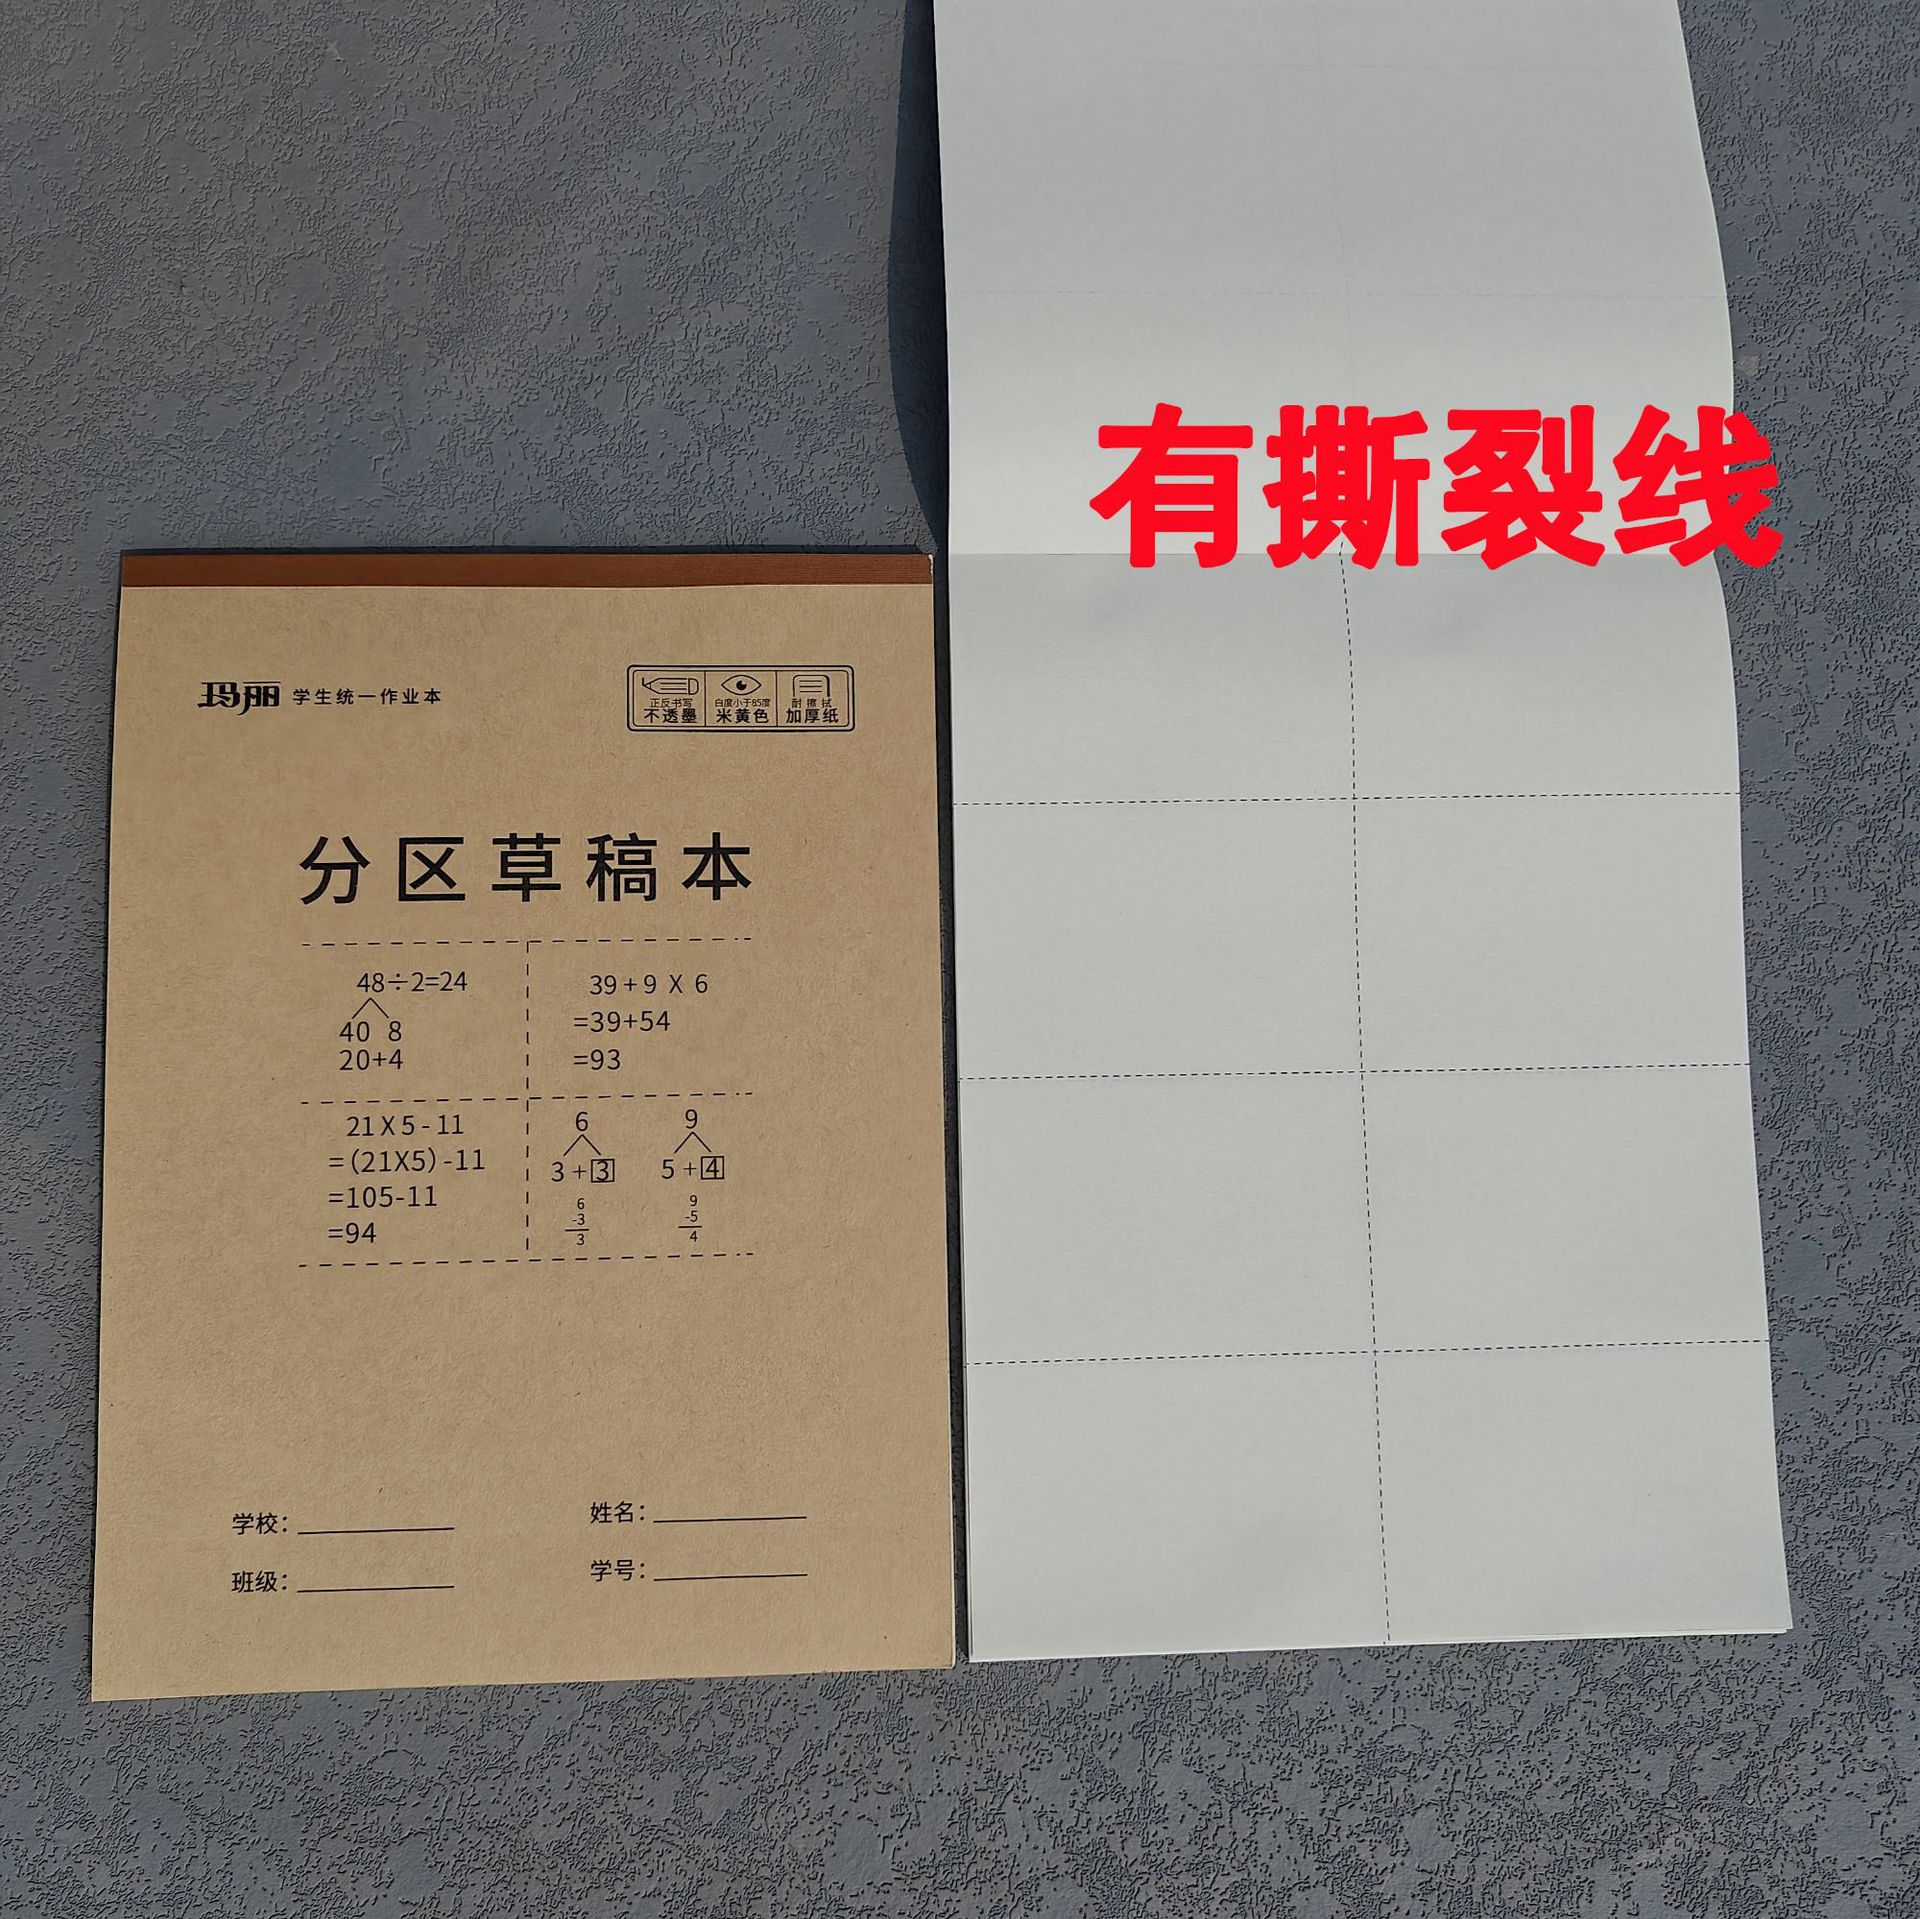 有撕裂线
玛丽 学生统一作业本
正反书写 白度小于85度 耐擦拭
不透墨 米黄色 加厚纸
分区草稿本
48÷2=24
40 8
20+4
39+9 X 6
=39+54
=93
21X5-11
=(21X5)-11
=105-11
=94
6 9
3+3 5+4
6 9
-3 -5
3 4
学校: 姓名:
班级: 学号: